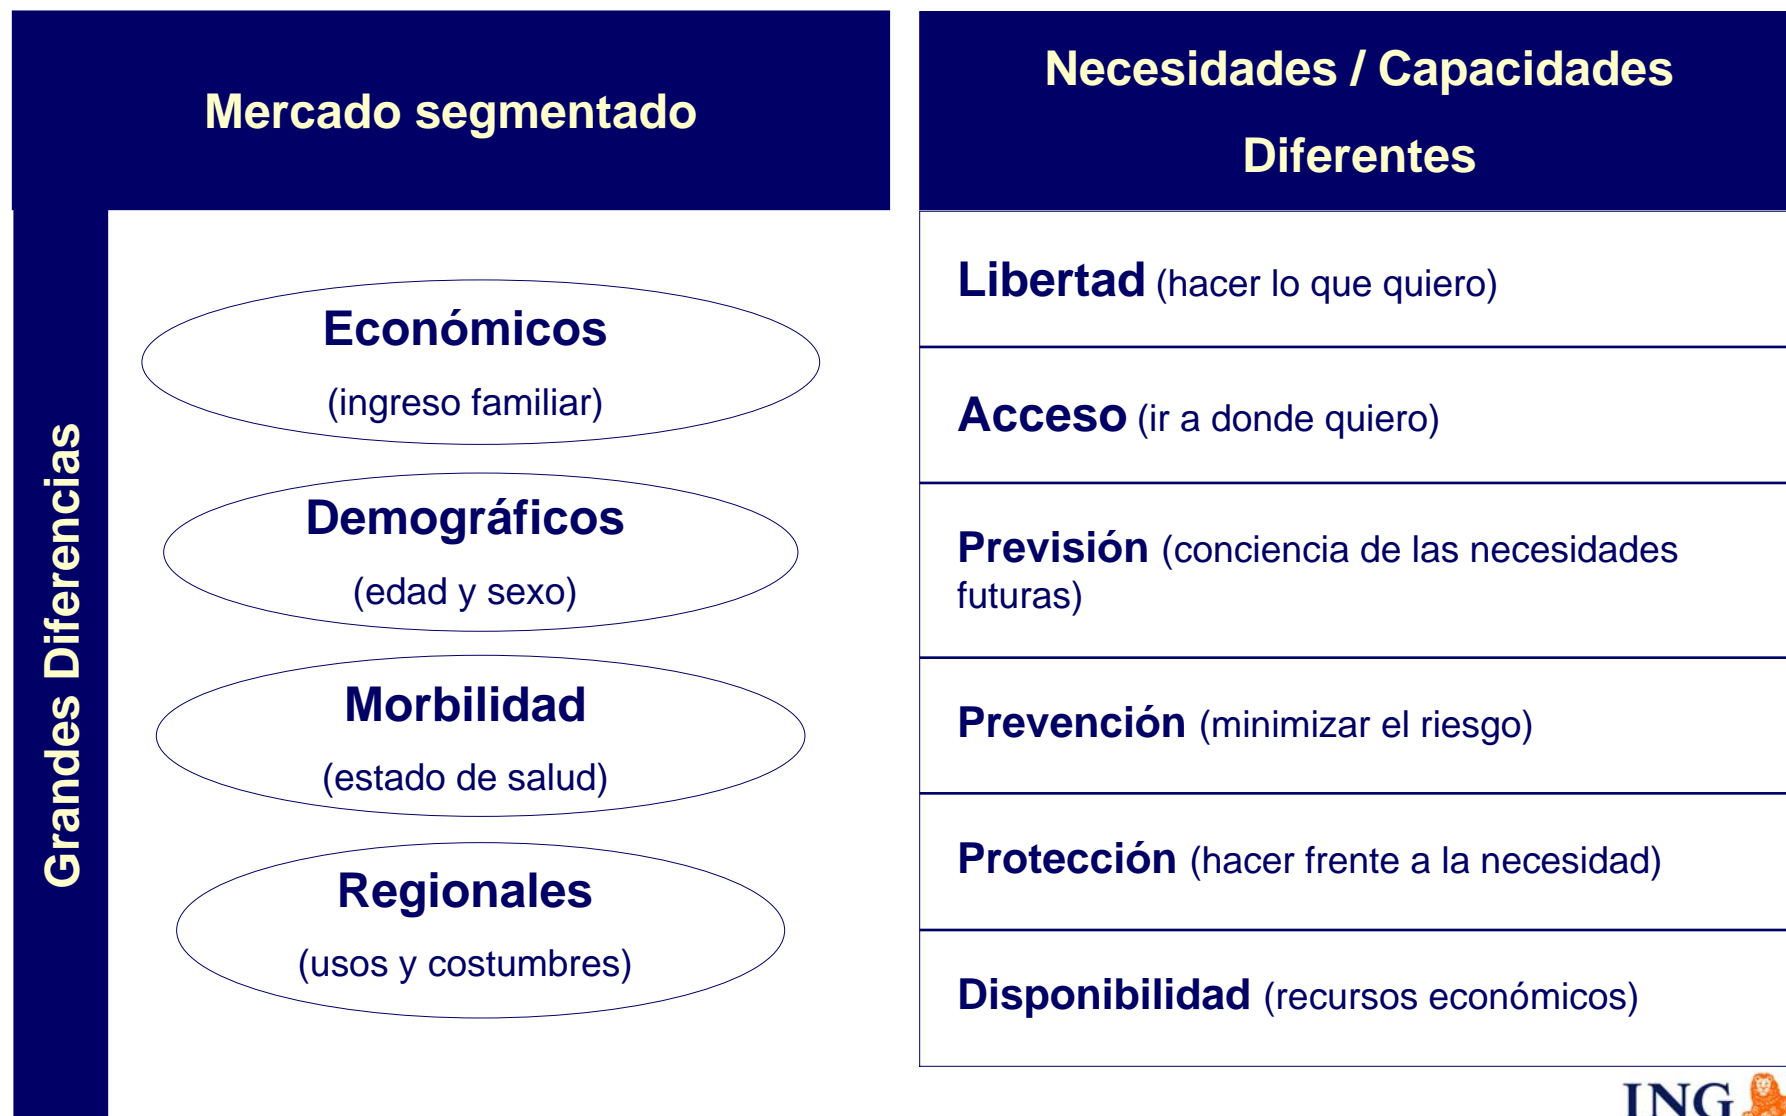 Mercado segmentado
Grandes Diferencias
Económicos
(ingreso familiar)
Demográficos
(edad y sexo)
Morbilidad
(estado de salud)
Regionales
(usos y costumbres)
Necesidades / Capacidades
Diferentes
Libertad (hacer lo que quiero)
Acceso (ir a donde quiero)
Previsión (conciencia de las necesidades
futuras)
Prevención (minimizar el riesgo)
Protección (hacer frente a la necesidad)
Disponibilidad (recursos económicos)
ING